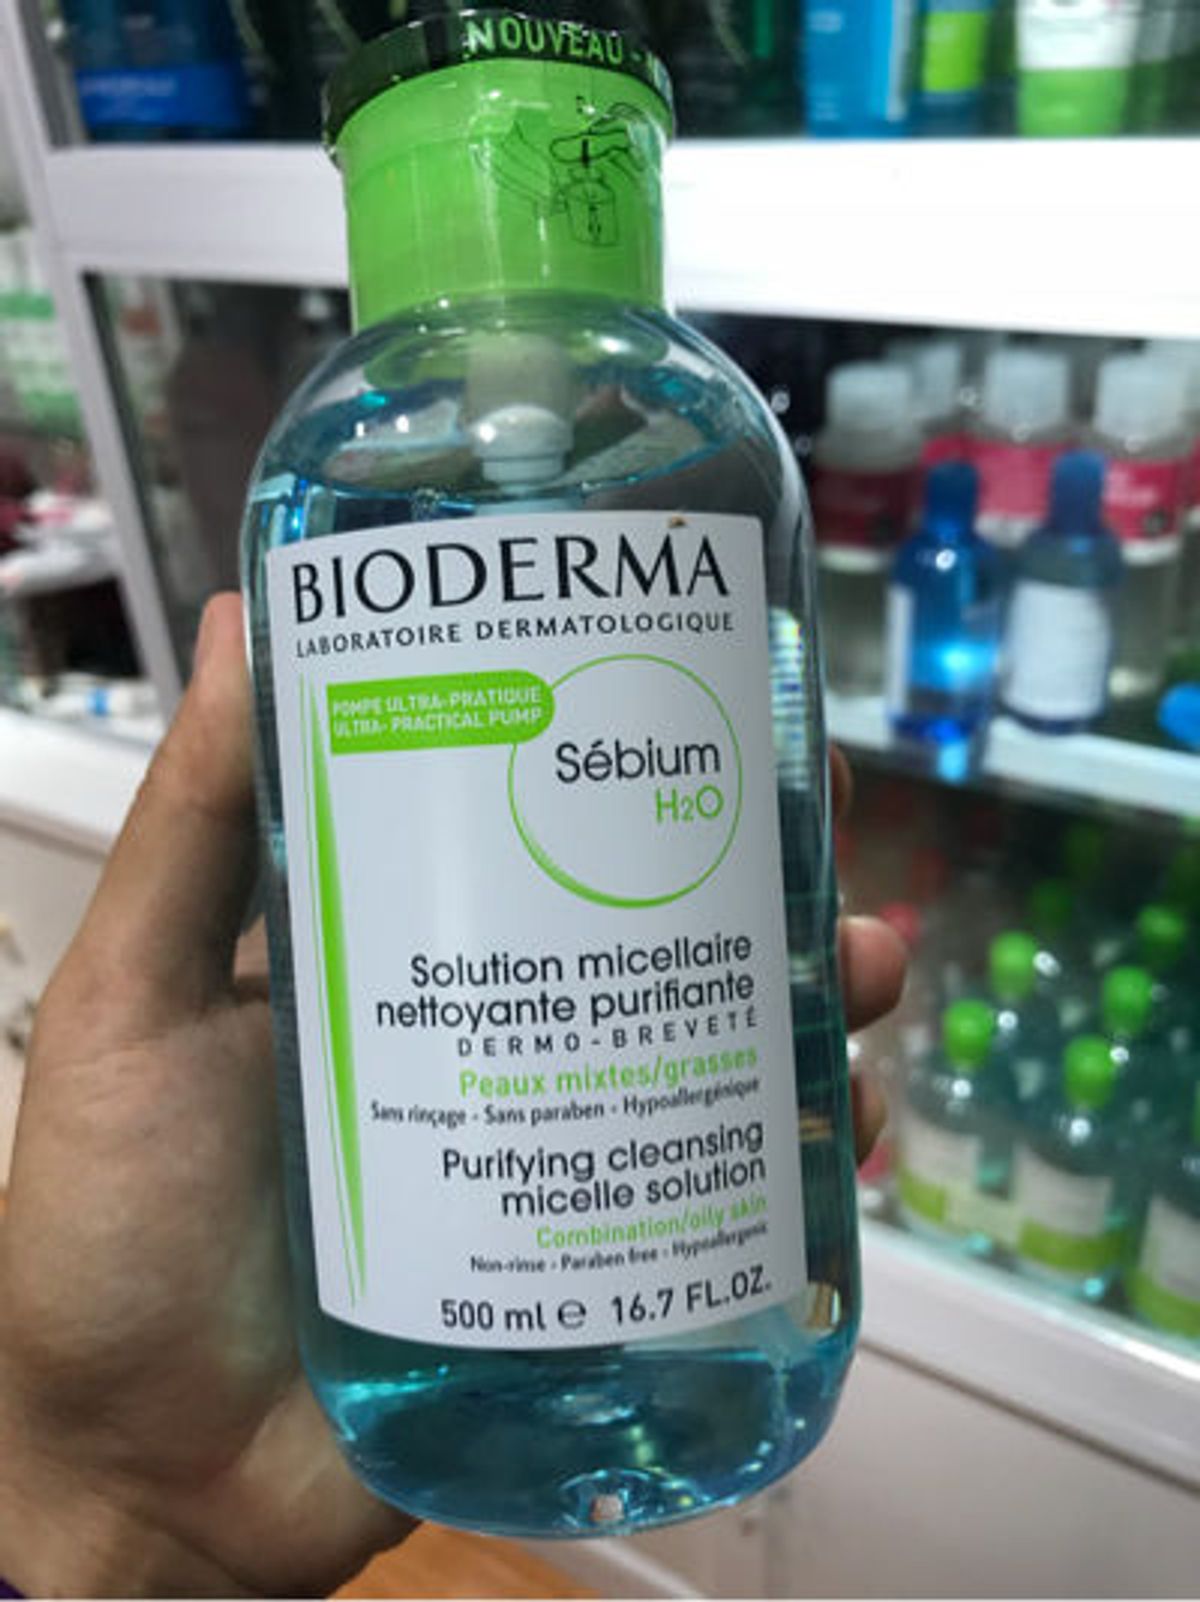 NOUVEAU -
BIODERMA
LABORATOIRE DERMATOLOGIQUE
POMPE ULTRA-PRATIQUE
ULTRA- PRACTICAL PUMP
Sébium
H2O
Solution micellaire
nettoyante purifiante
DERMO-BREVETÉ
Peaux mixtes/grasses
Sans rinçage - Sans paraben - Hypoallergénique
Purifying cleansing
micelle solution
Combination/oily skin
Non-rinse - Paraben free - Hypoallergenic
500 ml ℮ 16.7 FL.OZ.